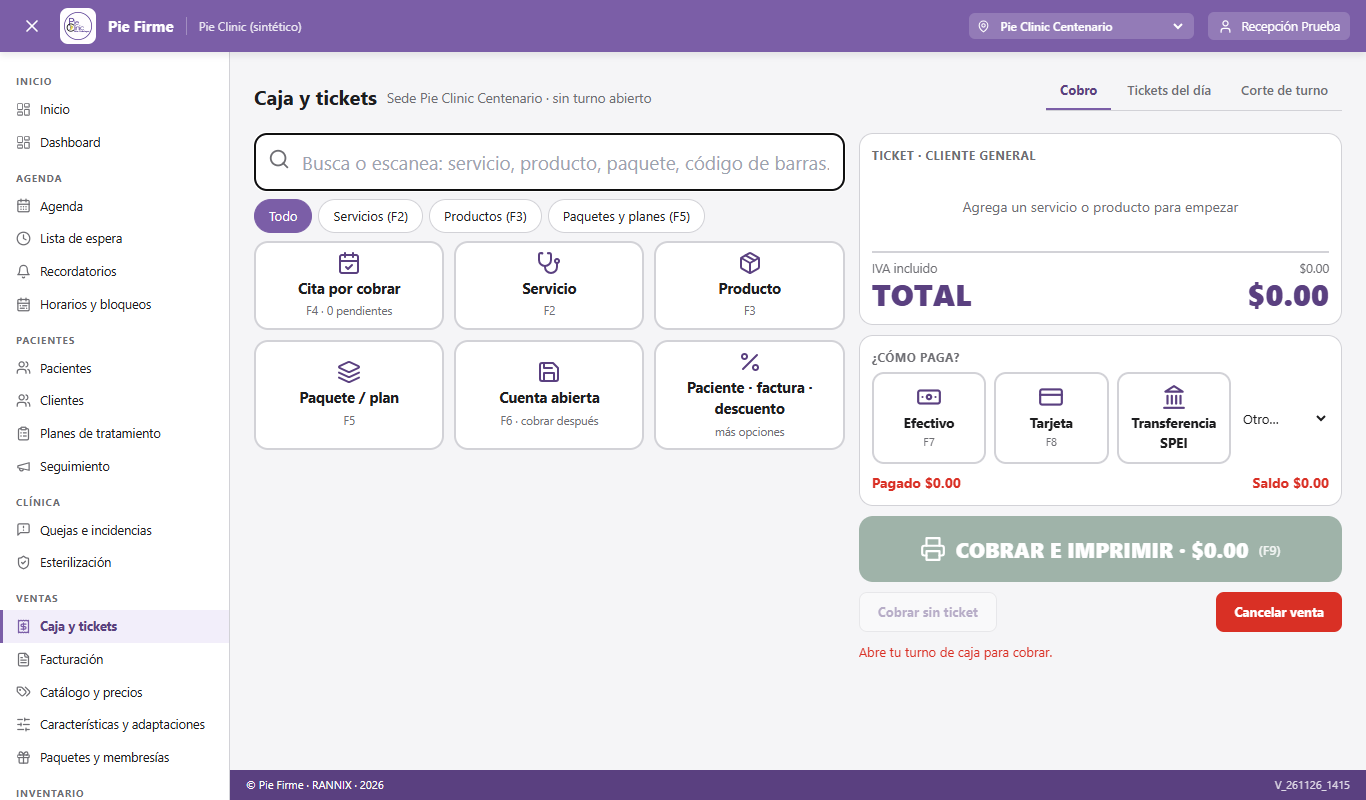 Pie Clinic
Pie Firme
Pie Clinic (sintético)
Pie Clinic Centenario
Recepción Prueba
INICIO
Inicio
Dashboard
AGENDA
Agenda
Lista de espera
Recordatorios
Horarios y bloqueos
PACIENTES
Pacientes
Clientes
Planes de tratamiento
Seguimiento
CLÍNICA
Quejas e incidencias
Esterilización
VENTAS
Caja y tickets
Facturación
Catálogo y precios
Características y adaptaciones
Paquetes y membresías
INVENTARIO
Caja y tickets Sede Pie Clinic Centenario · sin turno abierto
Cobro Tickets del día Corte de turno
Busca o escanea: servicio, producto, paquete, código de barras.
Todo Servicios (F2) Productos (F3) Paquetes y planes (F5)
Cita por cobrar
F4 · 0 pendientes
Servicio
F2
Producto
F3
Paquete / plan
F5
Cuenta abierta
F6 · cobrar después
Paciente · factura ·
descuento
más opciones
TICKET · CLIENTE GENERAL
Agrega un servicio o producto para empezar
IVA incluido $0.00
TOTAL $0.00
¿CÓMO PAGA?
Efectivo
F7
Tarjeta
F8
Transferencia
SPEI
Otro...
Pagado $0.00 Saldo $0.00
COBRAR E IMPRIMIR · $0.00 (F9)
Cobrar sin ticket Cancelar venta
Abre tu turno de caja para cobrar.
© Pie Firme · RANNIX · 2026 V_261126_1415